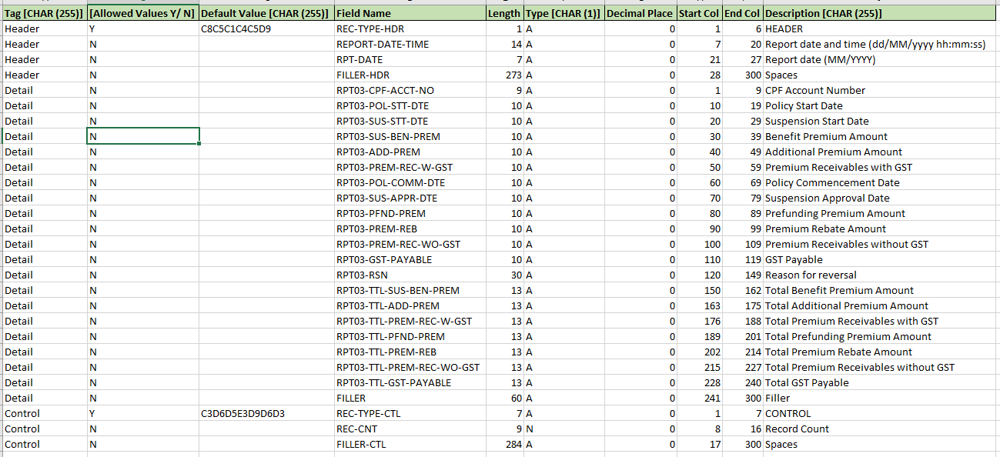 Tag [CHAR (255)] [Allowed Values Y/ N] Default Value [CHAR (255)] Field Name Length Type [CHAR (1)] Decimal Place Start Col End Col Description [CHAR (255)]
Header Y C8C5C1C4C5D9 REC-TYPE-HDR 1 A 0 1 6 HEADER
Header N REPORT-DATE-TIME 14 A 0 7 20 Report date and time (dd/MM/yyyy hh:mm:ss)
Header N RPT-DATE 7 A 0 21 27 Report date (MM/YYYY)
Header N FILLER-HDR 273 A 0 28 300 Spaces
Detail N RPT03-CPF-ACCT-NO 9 A 0 1 9 CPF Account Number
Detail N RPT03-POL-STT-DTE 10 A 0 10 19 Policy Start Date
Detail N RPT03-SUS-STT-DTE 10 A 0 20 29 Suspension Start Date
Detail N RPT03-SUS-BEN-PREM 10 A 0 30 39 Benefit Premium Amount
Detail N RPT03-ADD-PREM 10 A 0 40 49 Additional Premium Amount
Detail N RPT03-PREM-REC-W-GST 10 A 0 50 59 Premium Receivables with GST
Detail N RPT03-POL-COMM-DTE 10 A 0 60 69 Policy Commencement Date
Detail N RPT03-SUS-APPR-DTE 10 A 0 70 79 Suspension Approval Date
Detail N RPT03-PFND-PREM 10 A 0 80 89 Prefunding Premium Amount
Detail N RPT03-PREM-REB 10 A 0 90 99 Premium Rebate Amount
Detail N RPT03-PREM-REC-WO-GST 10 A 0 100 109 Premium Receivables without GST
Detail N RPT03-GST-PAYABLE 10 A 0 110 119 GST Payable
Detail N RPT03-RSN 30 A 0 120 149 Reason for reversal
Detail N RPT03-TTL-SUS-BEN-PREM 13 A 0 150 162 Total Benefit Premium Amount
Detail N RPT03-TTL-ADD-PREM 13 A 0 163 175 Total Additional Premium Amount
Detail N RPT03-TTL-PREM-REC-W-GST 13 A 0 176 188 Total Premium Receivables with GST
Detail N RPT03-TTL-PFND-PREM 13 A 0 189 201 Total Prefunding Premium Amount
Detail N RPT03-TTL-PREM-REB 13 A 0 202 214 Total Premium Rebate Amount
Detail N RPT03-TTL-PREM-REC-WO-GST 13 A 0 215 227 Total Premium Receivables without GST
Detail N RPT03-TTL-GST-PAYABLE 13 A 0 228 240 Total GST Payable
Detail N FILLER 60 A 0 241 300 Filler
Control Y C3D6D5E3D9D6D3 REC-TYPE-CTL 7 A 0 1 7 CONTROL
Control N REC-CNT 9 N 0 8 16 Record Count
Control N FILLER-CTL 284 A 0 17 300 Spaces